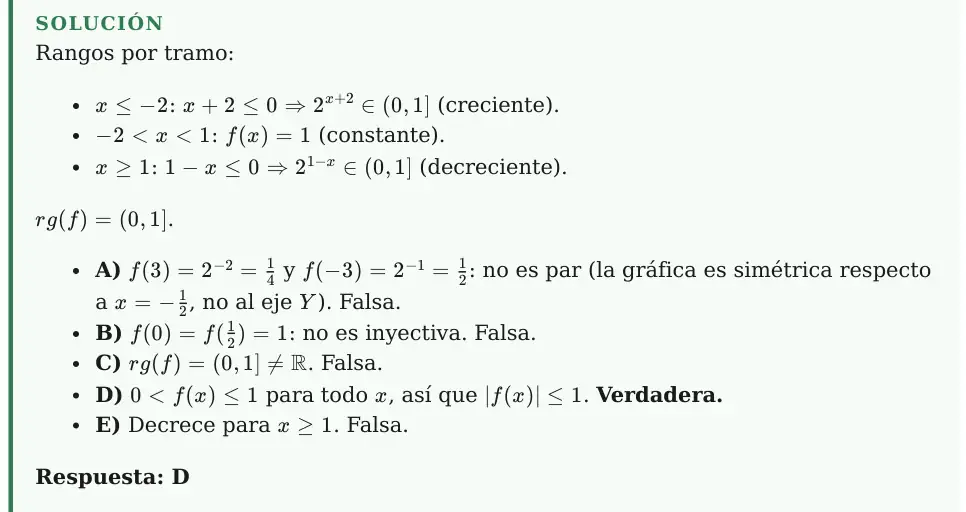 SOLUCIÓN
Rangos por tramo:
• x ≤ −2: x + 2 ≤ 0 ⇒ 2^{x+2} ∈ (0, 1] (creciente).
• −2 < x < 1: f(x) = 1 (constante).
• x ≥ 1: 1 − x ≤ 0 ⇒ 2^{1−x} ∈ (0, 1] (decreciente).
rg(f) = (0, 1].
• A) f(3) = 2^{−2} = 1/4 y f(−3) = 2^{−1} = 1/2: no es par (la gráfica es simétrica respecto
a x = −1/2, no al eje Y). Falsa.
• B) f(0) = f(1/2) = 1: no es inyectiva. Falsa.
• C) rg(f) = (0, 1] ≠ ℝ. Falsa.
• D) 0 < f(x) ≤ 1 para todo x, así que |f(x)| ≤ 1. Verdadera.
• E) Decrece para x ≥ 1. Falsa.
Respuesta: D